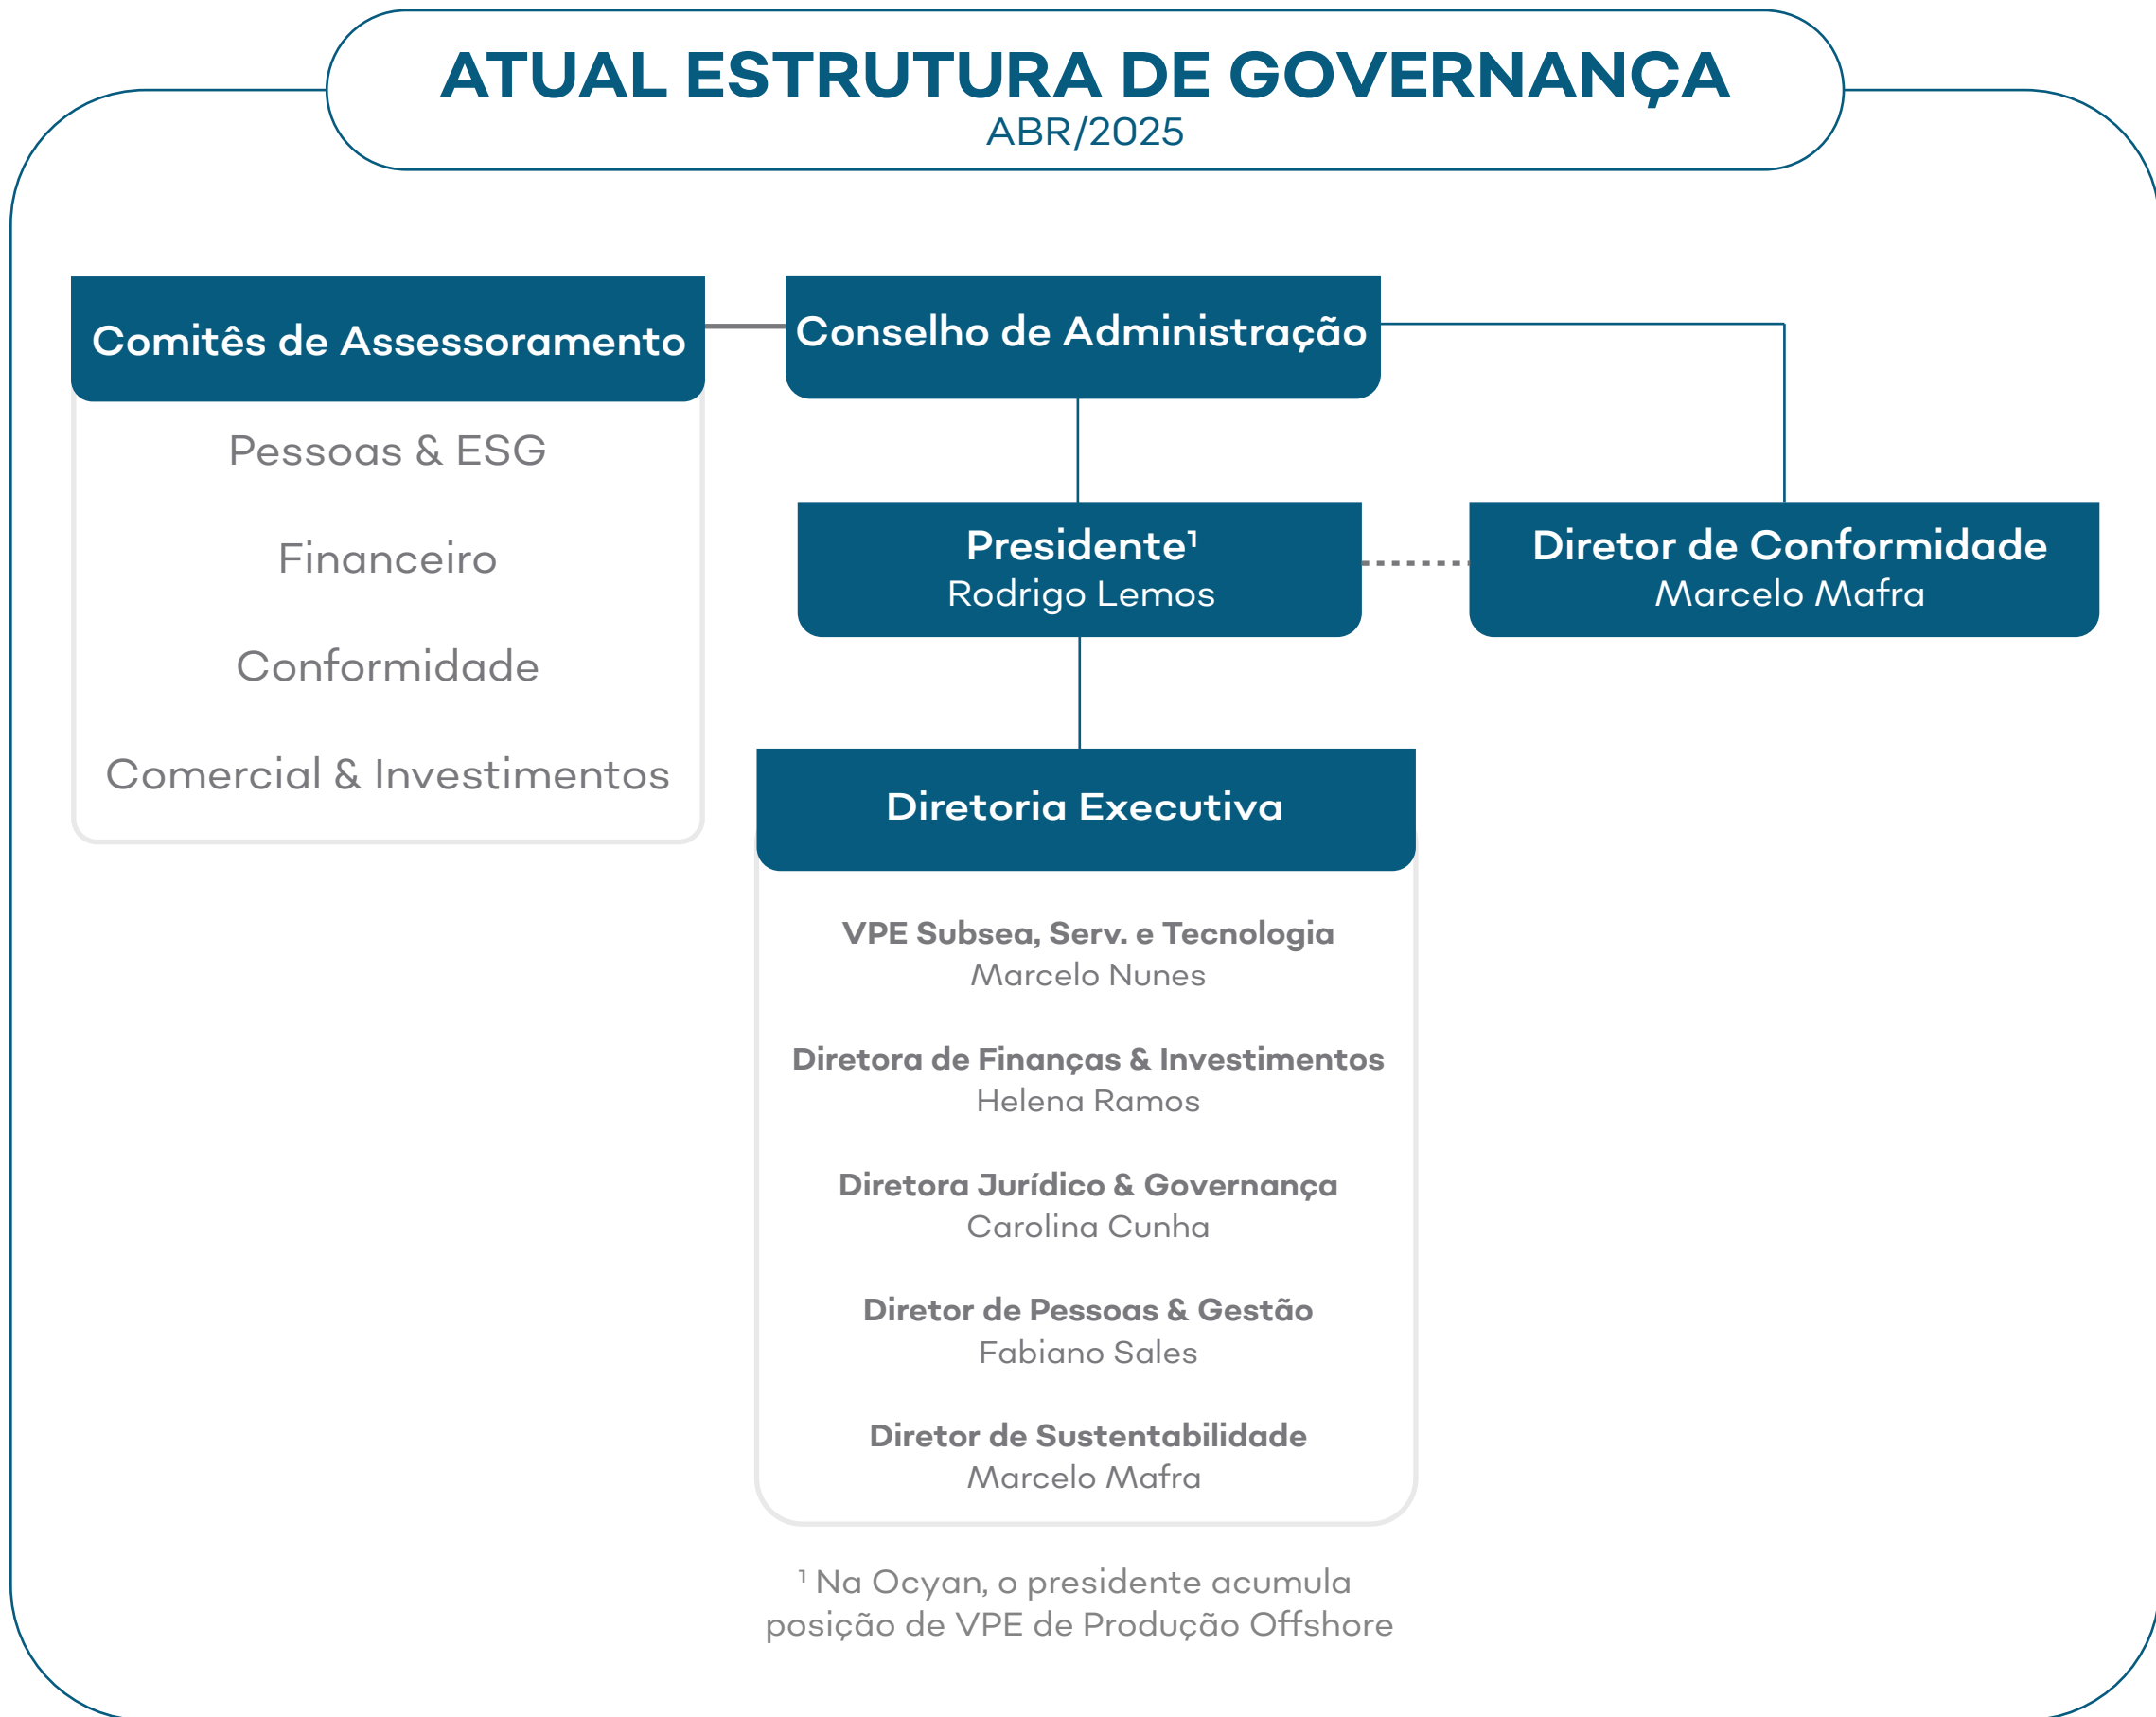 ATUAL ESTRUTURA DE GOVERNANÇA
ABR/2025
Comitês de Assessoramento
Pessoas & ESG
Financeiro
Conformidade
Comercial & Investimentos
Conselho de Administração
Presidente¹
Rodrigo Lemos
Diretor de Conformidade
Marcelo Mafra
Diretoria Executiva
VPE Subsea, Serv. e Tecnologia
Marcelo Nunes
Diretora de Finanças & Investimentos
Helena Ramos
Diretora Jurídico & Governança
Carolina Cunha
Diretor de Pessoas & Gestão
Fabiano Sales
Diretor de Sustentabilidade
Marcelo Mafra
¹ Na Ocyan, o presidente acumula
posição de VPE de Produção Offshore